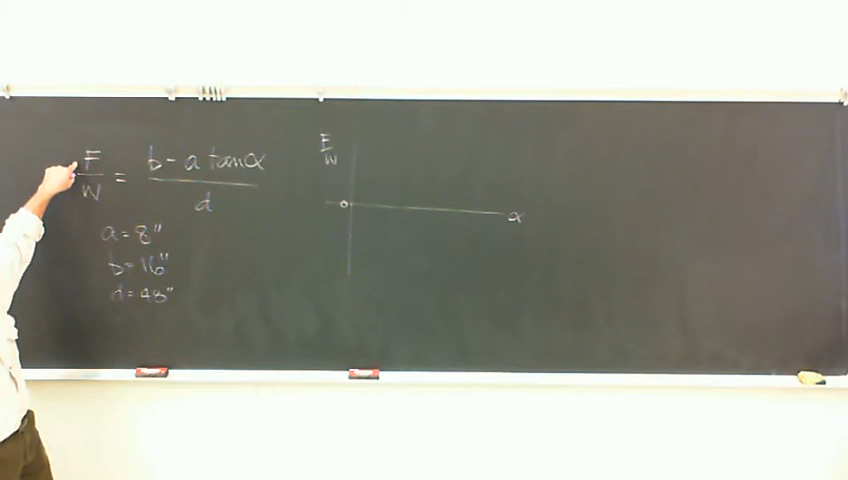 F
W = b - a tanα
d
a = 8"
b = 16"
d = 48"
F
W
α